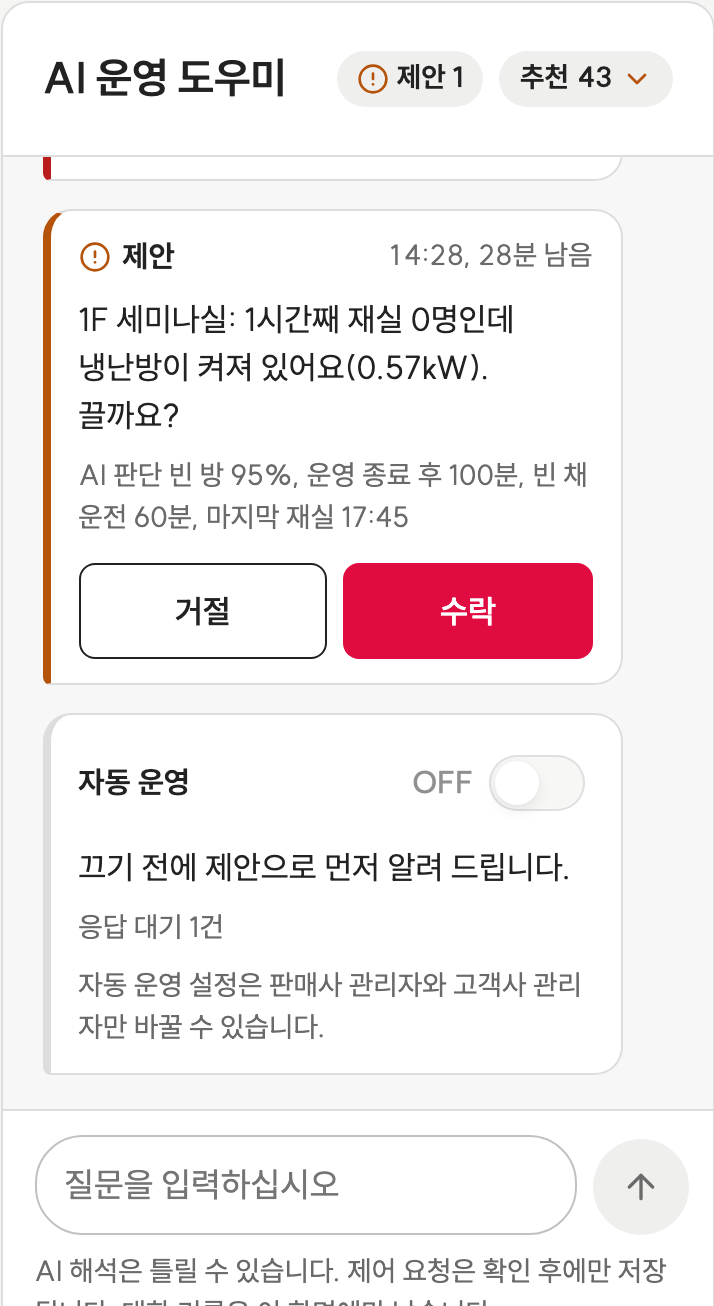 AI 운영 도우미
제안 1
추천 43
제안
14:28, 28분 남음
1F 세미나실: 1시간째 재실 0명인데
냉난방이 켜져 있어요(0.57kW).
끌까요?
AI 판단 빈 방 95%, 운영 종료 후 100분, 빈 채
운전 60분, 마지막 재실 17:45
거절
수락
자동 운영
OFF
끄기 전에 제안으로 먼저 알려 드립니다.
응답 대기 1건
자동 운영 설정은 판매사 관리자와 고객사 관리
자만 바꿀 수 있습니다.
질문을 입력하십시오
AI 해석은 틀릴 수 있습니다. 제어 요청은 확인 후에만 저장